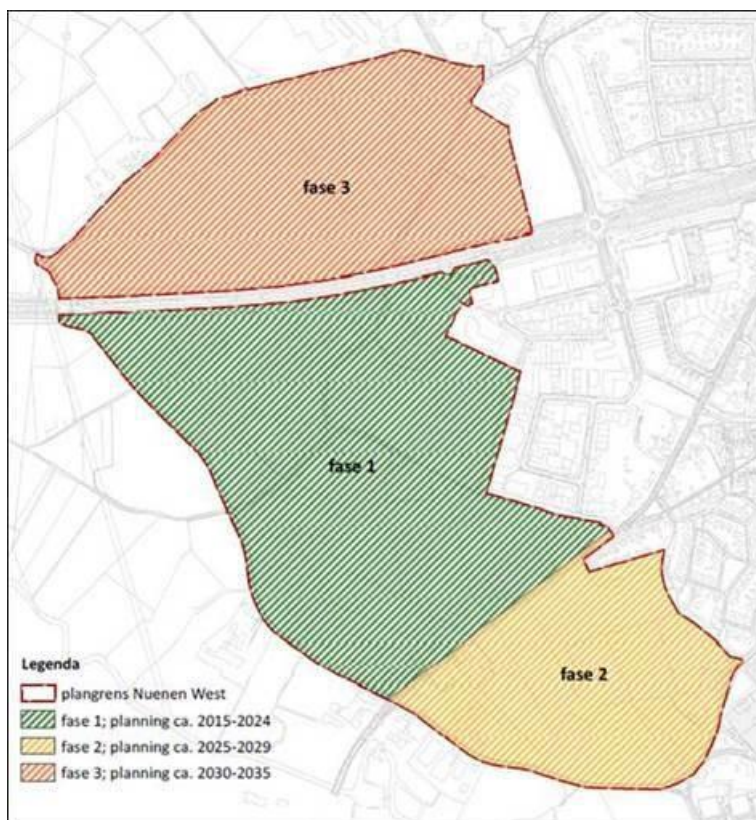 fase 3
fase 1
fase 2
Legenda
plangrens Nuenen West
fase 1; planning ca. 2015-2024
fase 2; planning ca. 2025-2029
fase 3; planning ca. 2030-2035